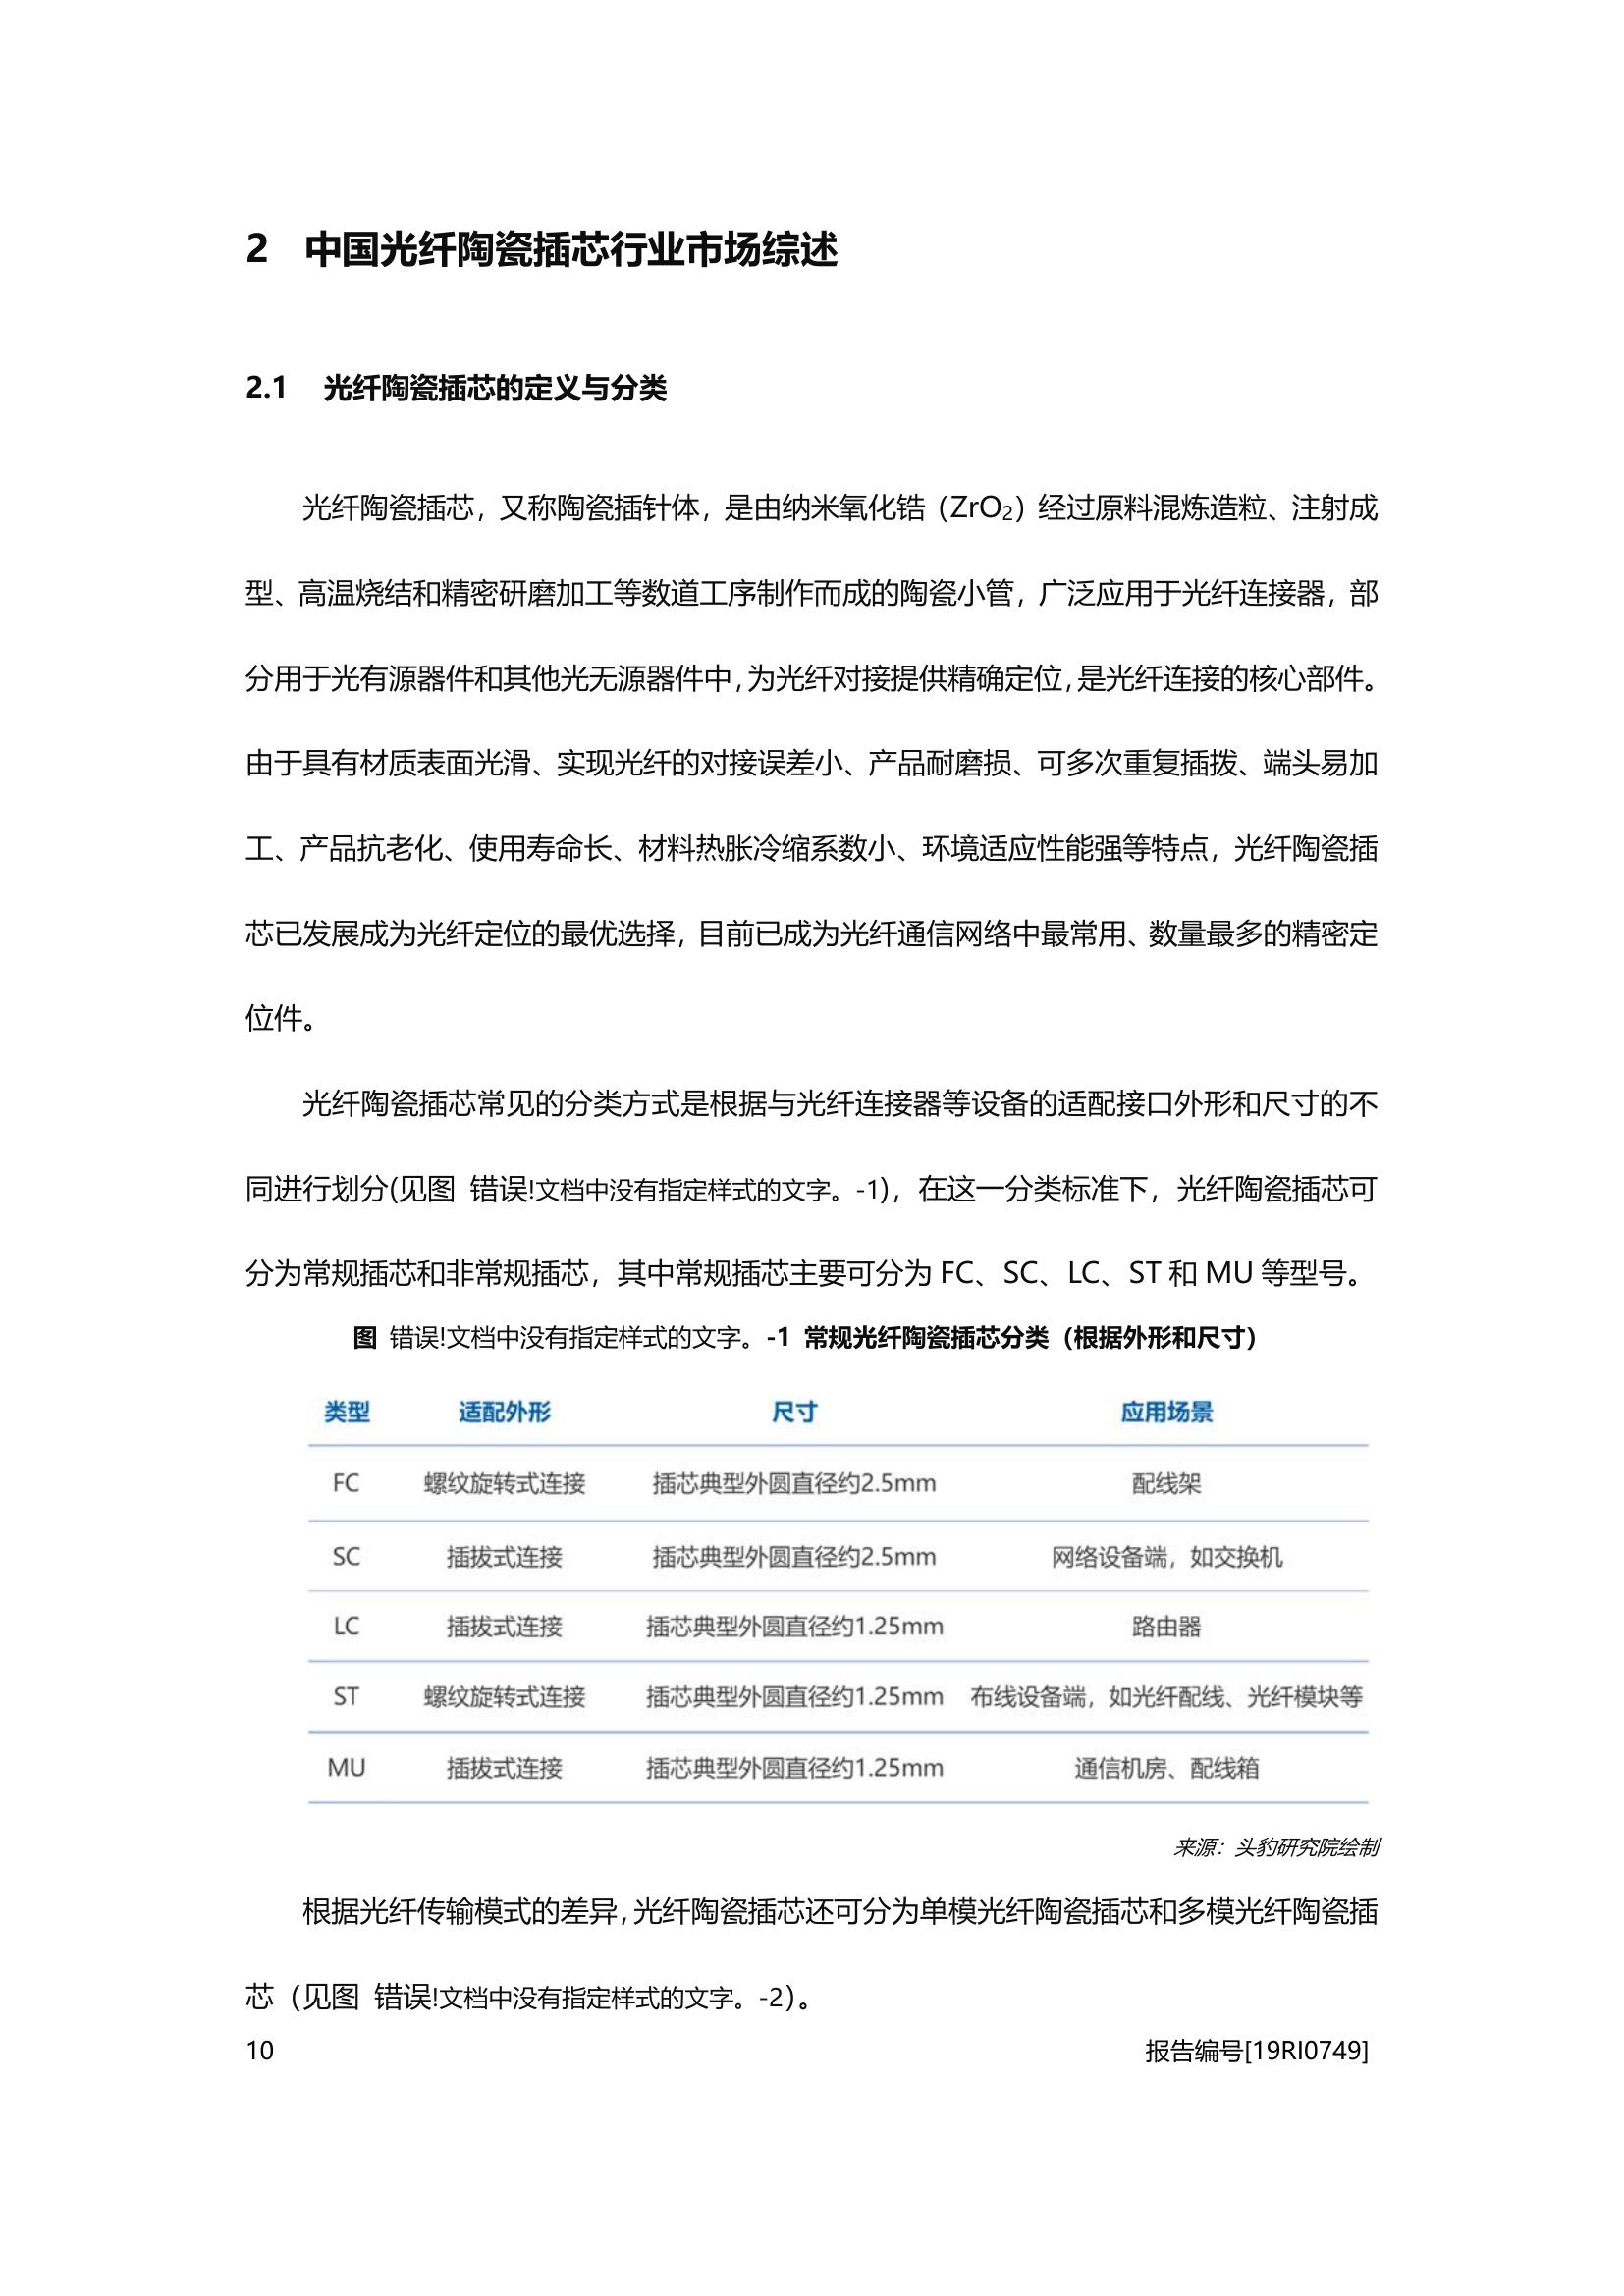 2 中国光纤陶瓷插芯行业市场综述
2.1 光纤陶瓷插芯的定义与分类
光纤陶瓷插芯，又称陶瓷插针体，是由纳米氧化锆（ZrO₂）经过原料混炼造粒、注射成
型、高温烧结和精密研磨加工等数道工序制作而成的陶瓷小管，广泛应用于光纤连接器，部
分用于光有源器件和其他光无源器件中，为光纤对接提供精确定位，是光纤连接的核心部件。
由于具有材质表面光滑、实现光纤的对接误差小、产品耐磨损、可多次重复插拨、端头易加
工、产品抗老化、使用寿命长、材料热胀冷缩系数小、环境适应性能强等特点，光纤陶瓷插
芯已发展成为光纤定位的最优选择，目前已成为光纤通信网络中最常用、数量最多的精密定
位件。
光纤陶瓷插芯常见的分类方式是根据与光纤连接器等设备的适配接口外形和尺寸的不
同进行划分(见图 错误!文档中没有指定样式的文字。-1)，在这一分类标准下，光纤陶瓷插芯可
分为常规插芯和非常规插芯，其中常规插芯主要可分为 FC、SC、LC、ST 和 MU 等型号。
图 错误!文档中没有指定样式的文字。-1 常规光纤陶瓷插芯分类（根据外形和尺寸）
类型 适配外形 尺寸 应用场景
FC 螺纹旋转式连接 插芯典型外圆直径约2.5mm 配线架
SC 插拔式连接 插芯典型外圆直径约2.5mm 网络设备端，如交换机
LC 插拔式连接 插芯典型外圆直径约1.25mm 路由器
ST 螺纹旋转式连接 插芯典型外圆直径约1.25mm 布线设备端，如光纤配线、光纤模块等
MU 插拔式连接 插芯典型外圆直径约1.25mm 通信机房、配线箱
来源：头豹研究院绘制
根据光纤传输模式的差异，光纤陶瓷插芯还可分为单模光纤陶瓷插芯和多模光纤陶瓷插
芯（见图 错误!文档中没有指定样式的文字。-2）。
10 报告编号[19RI0749]